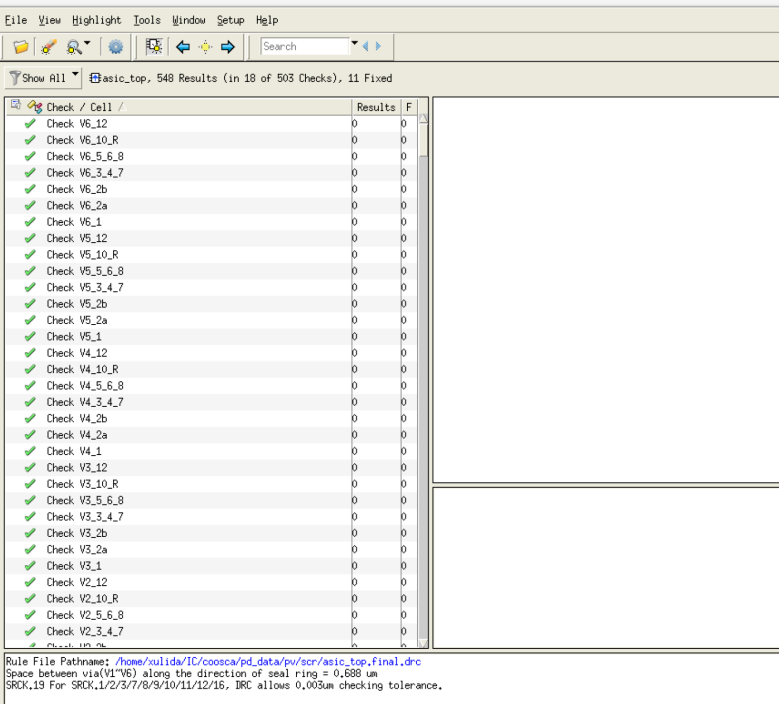 File View Highlight Tools Window Setup Help
Search
Show All asic_top, 548 Results (in 18 of 503 Checks), 11 Fixed
Check / Cell / Results F
Check V6_12 0 0
Check V6_10_R 0 0
Check V6_5_6_8 0 0
Check V6_3_4_7 0 0
Check V6_2b 0 0
Check V6_2a 0 0
Check V6_1 0 0
Check V5_12 0 0
Check V5_10_R 0 0
Check V5_5_6_8 0 0
Check V5_3_4_7 0 0
Check V5_2b 0 0
Check V5_2a 0 0
Check V5_1 0 0
Check V4_12 0 0
Check V4_10_R 0 0
Check V4_5_6_8 0 0
Check V4_3_4_7 0 0
Check V4_2b 0 0
Check V4_2a 0 0
Check V4_1 0 0
Check V3_12 0 0
Check V3_10_R 0 0
Check V3_5_6_8 0 0
Check V3_3_4_7 0 0
Check V3_2b 0 0
Check V3_2a 0 0
Check V3_1 0 0
Check V2_12 0 0
Check V2_10_R 0 0
Check V2_5_6_8 0 0
Check V2_3_4_7 0 0
Rule File Pathname: /home/xulida/IC/coosca/pd_data/pv/scr/asic_top.final.drc
Space between via(V1~V6) along the direction of seal ring = 0.688 um
SRCK.19 For SRCK.1/2/3/7/8/9/10/11/12/16, DRC allows 0.003um checking tolerance.